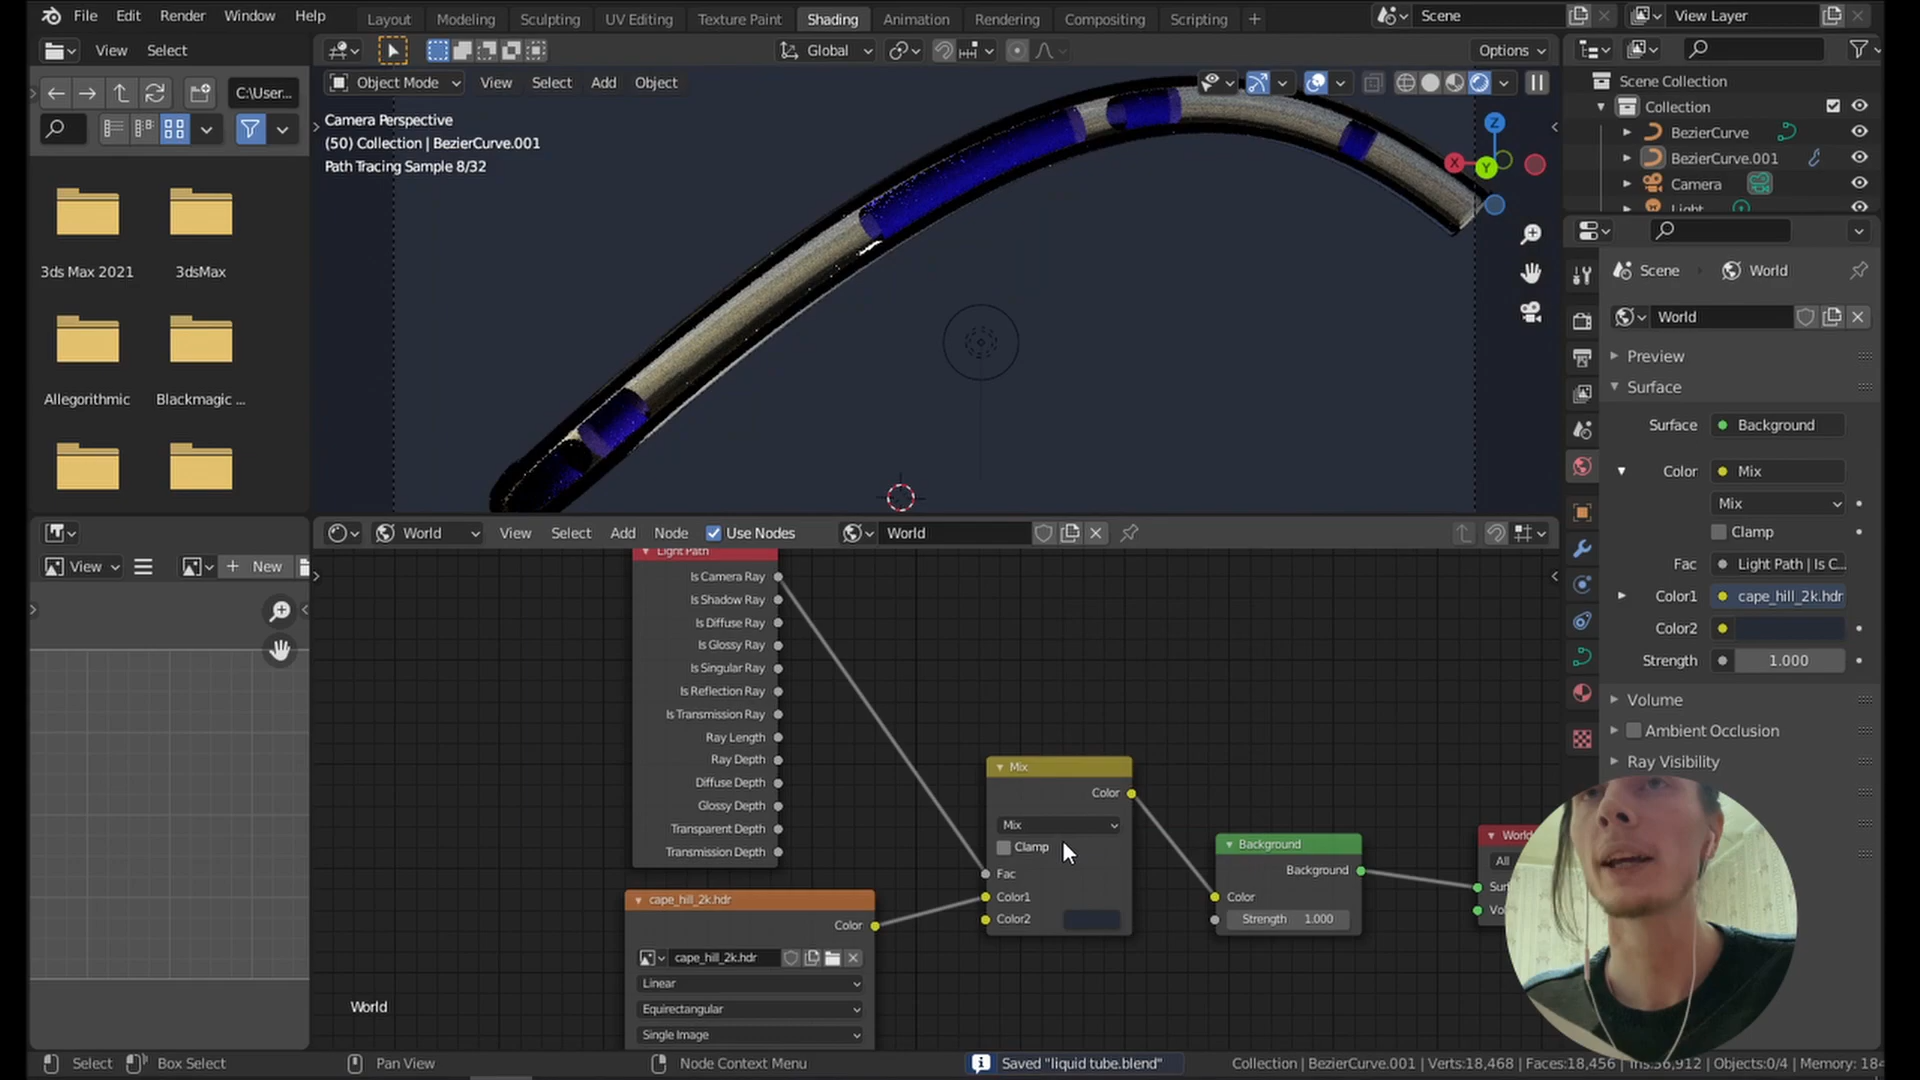 File Edit Render Window Help
Layout Modeling Sculpting UV Editing Texture Paint Shading Animation Rendering Compositing Scripting +
Scene
View Layer
View Select
Global
Options
C:\User...
Object Mode View Select Add Object
Camera Perspective
(50) Collection | BezierCurve.001
Path Tracing Sample 8/32
3ds Max 2021
3dsMax
Allegorithmic
Blackmagic ...
Z
X
Y
Scene Collection
Collection
BezierCurve
BezierCurve.001
Camera
Light
Scene World
World
Preview
Surface
Surface Background
Color Mix
Mix
Clamp
Fac Light Path | Is C...
Color1 cape_hill_2k.hdr
Color2
Strength 1.000
Volume
Ambient Occlusion
Ray Visibility
World View Select Add Node Use Nodes World
View + New
Light Path
Is Camera Ray
Is Shadow Ray
Is Diffuse Ray
Is Glossy Ray
Is Singular Ray
Is Reflection Ray
Is Transmission Ray
Ray Length
Ray Depth
Diffuse Depth
Glossy Depth
Transparent Depth
Transmission Depth
cape_hill_2k.hdr
Color
cape_hill_2k.hdr
Linear
Equirectangular
Single Image
Mix
Color
Mix
Clamp
Fac
Color1
Color2
Background
Background
Color
Strength 1.000
World
All
World
Select Box Select Pan View Node Context Menu Saved "liquid tube.blend" Collection | BezierCurve.001 | Verts:18,468 | Faces:18,456 | Objects:0/4 | Memory: